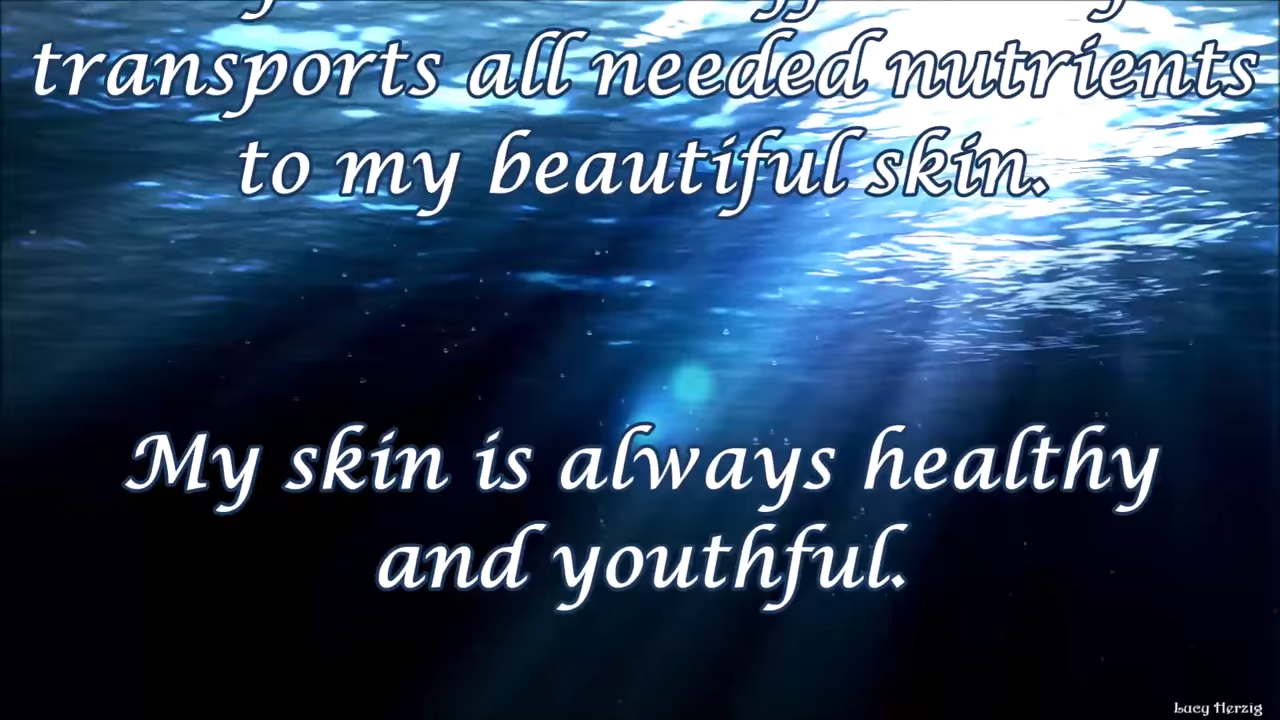 transports all needed nutrients
to my beautiful skin.
My skin is always healthy
and youthful.
Lucy Herzig